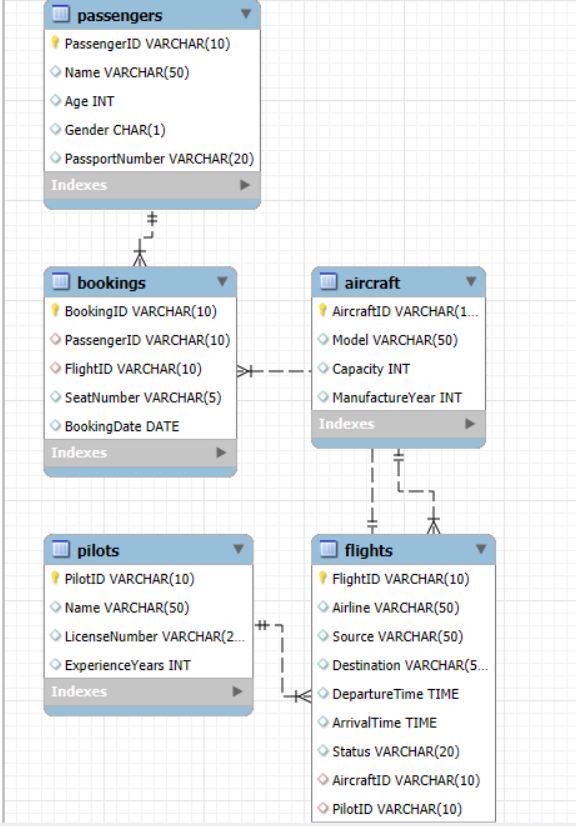 passengers
PassengerID VARCHAR(10)
Name VARCHAR(50)
Age INT
Gender CHAR(1)
PassportNumber VARCHAR(20)
Indexes
bookings
BookingID VARCHAR(10)
PassengerID VARCHAR(10)
FlightID VARCHAR(10)
SeatNumber VARCHAR(5)
BookingDate DATE
Indexes
aircraft
AircraftID VARCHAR(1...
Model VARCHAR(50)
Capacity INT
ManufactureYear INT
Indexes
pilots
PilotID VARCHAR(10)
Name VARCHAR(50)
LicenseNumber VARCHAR(2...
ExperienceYears INT
Indexes
flights
FlightID VARCHAR(10)
Airline VARCHAR(50)
Source VARCHAR(50)
Destination VARCHAR(5...
DepartureTime TIME
ArrivalTime TIME
Status VARCHAR(20)
AircraftID VARCHAR(10)
PilotID VARCHAR(10)